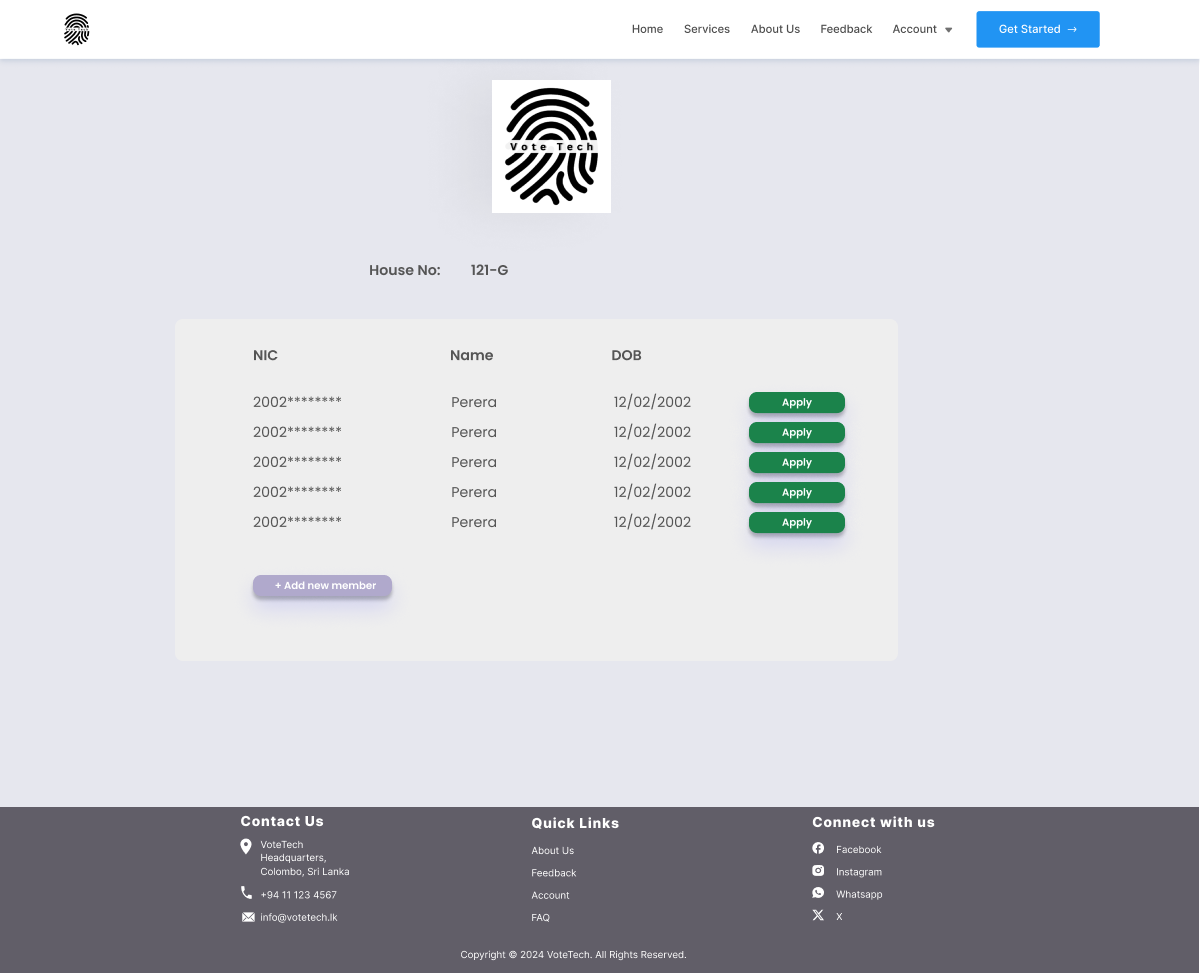 Home Services About Us Feedback Account Get Started →
Vote Tech
House No: 121-G
NIC Name DOB
2002******** Perera 12/02/2002 Apply
2002******** Perera 12/02/2002 Apply
2002******** Perera 12/02/2002 Apply
2002******** Perera 12/02/2002 Apply
2002******** Perera 12/02/2002 Apply
+ Add new member
Contact Us
VoteTech
Headquarters,
Colombo, Sri Lanka
+94 11 123 4567
info@votetech.lk
Quick Links
About Us
Feedback
Account
FAQ
Connect with us
Facebook
Instagram
Whatsapp
X
Copyright © 2024 VoteTech. All Rights Reserved.